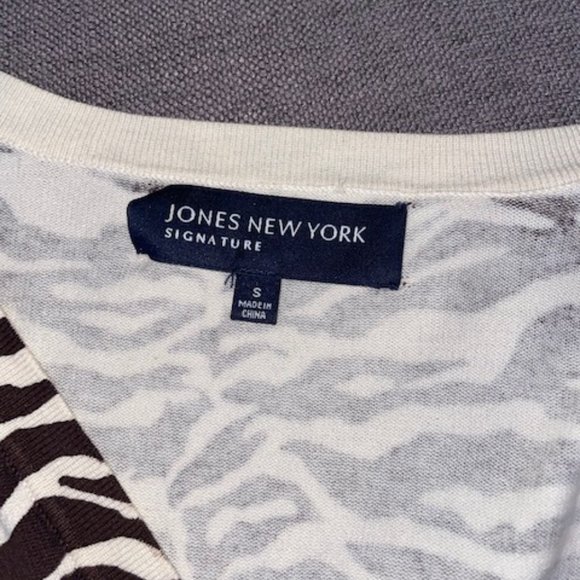 JONES NEW YORK
SIGNATURE
S
MADE IN
CHINA